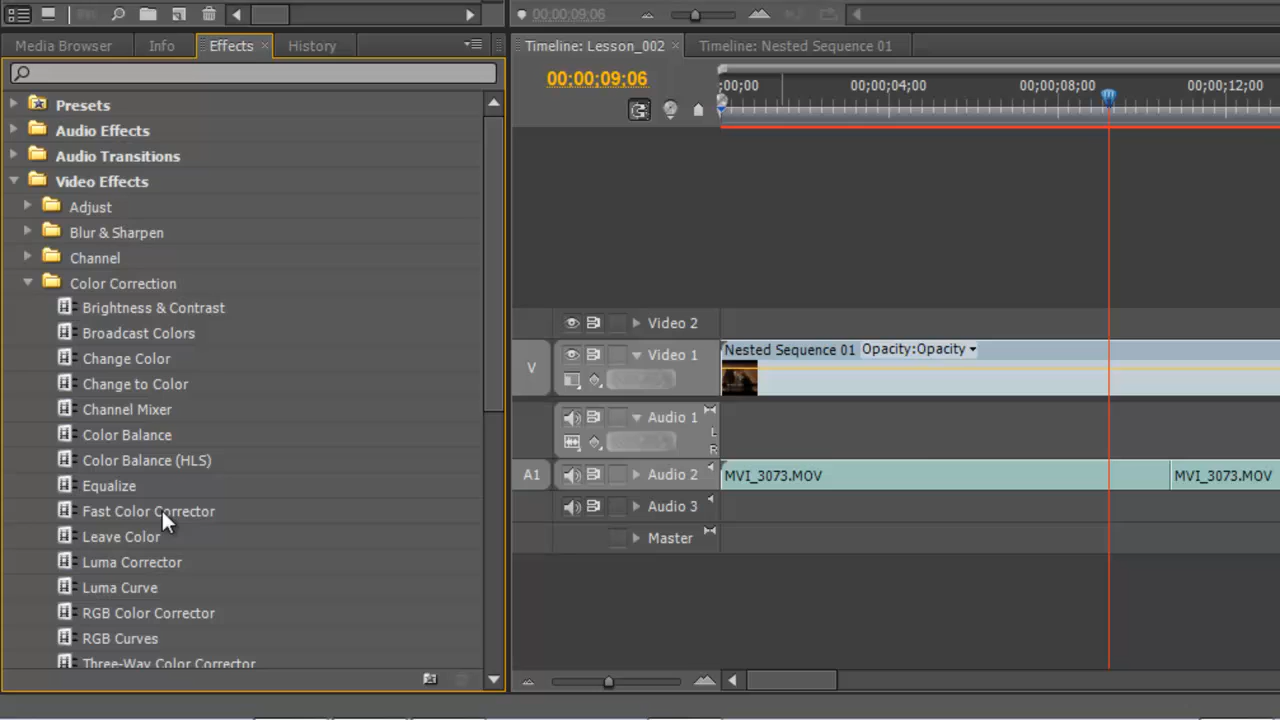 00;00;09;06
Media Browser Info Effects × History
Timeline: Lesson_002 × Timeline: Nested Sequence 01
00;00;09;06
;00;00 00;00;04;00 00;00;08;00 00;00;12;00
Presets
Audio Effects
Audio Transitions
Video Effects
Adjust
Blur & Sharpen
Channel
Color Correction
Brightness & Contrast
Broadcast Colors
Change Color
Change to Color
Channel Mixer
Color Balance
Color Balance (HLS)
Equalize
Fast Color Corrector
Leave Color
Luma Corrector
Luma Curve
RGB Color Corrector
RGB Curves
Three-Way Color Corrector
Video 2
V Video 1
Nested Sequence 01 Opacity:Opacity
Audio 1
L
R
A1 Audio 2
MVI_3073.MOV MVI_3073.MOV
Audio 3
Master